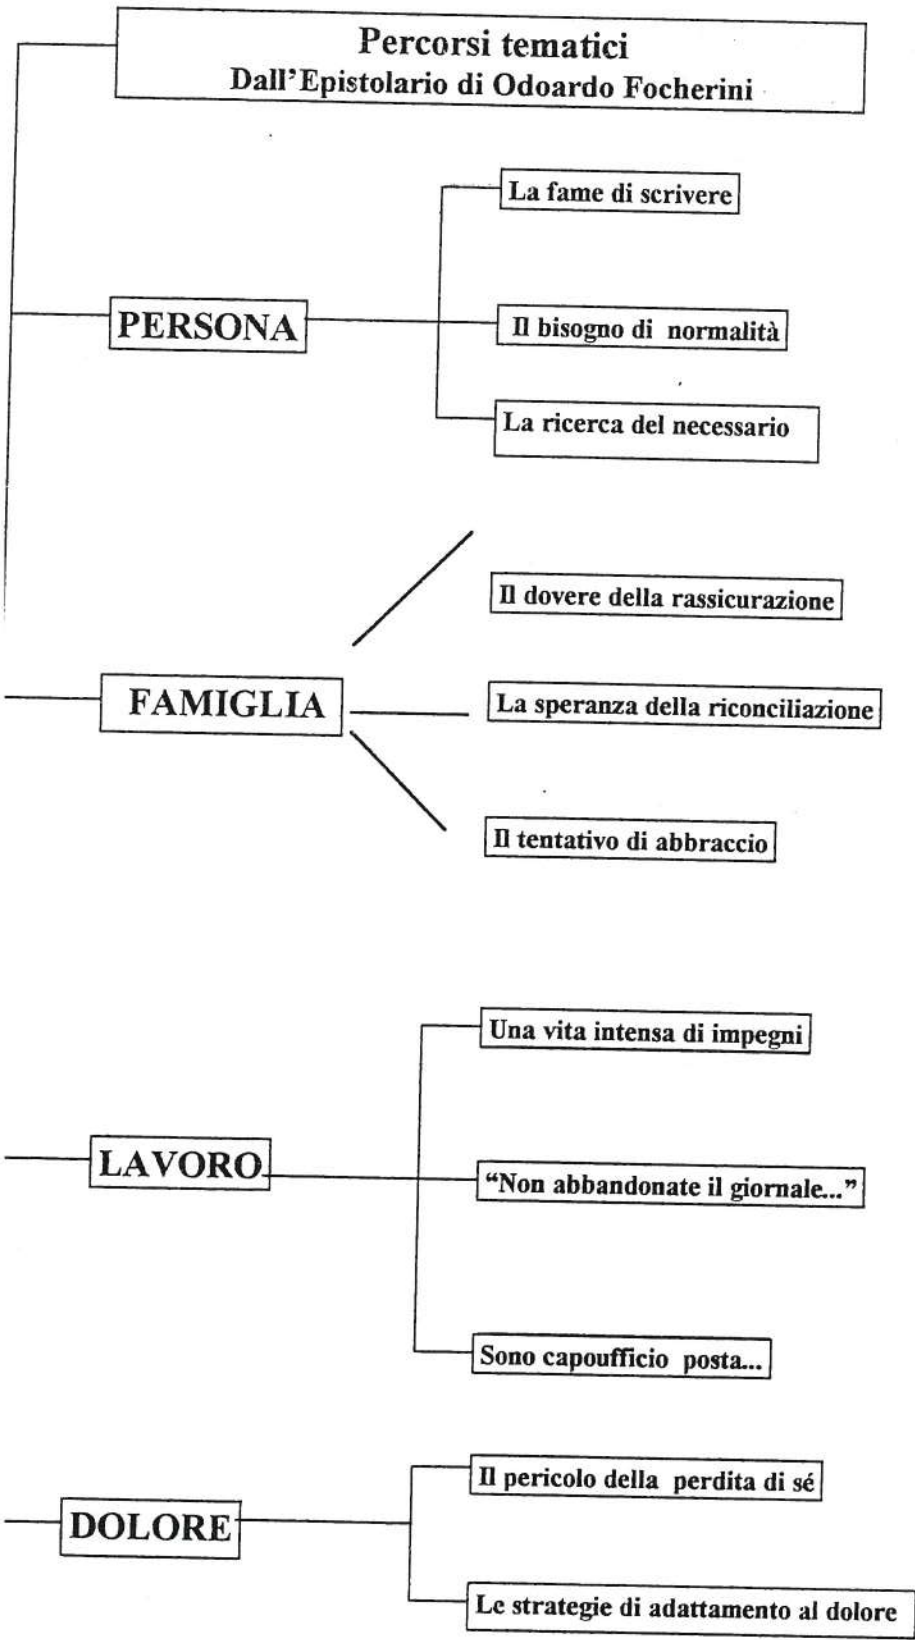 Percorsi tematici
Dall'Epistolario di Odoardo Focherini
La fame di scrivere
PERSONA
Il bisogno di normalità
La ricerca del necessario
Il dovere della rassicurazione
FAMIGLIA
La speranza della riconciliazione
Il tentativo di abbraccio
Una vita intensa di impegni
LAVORO
“Non abbandonate il giornale...”
Sono capoufficio posta...
Il pericolo della perdita di sé
DOLORE
Le strategie di adattamento al dolore